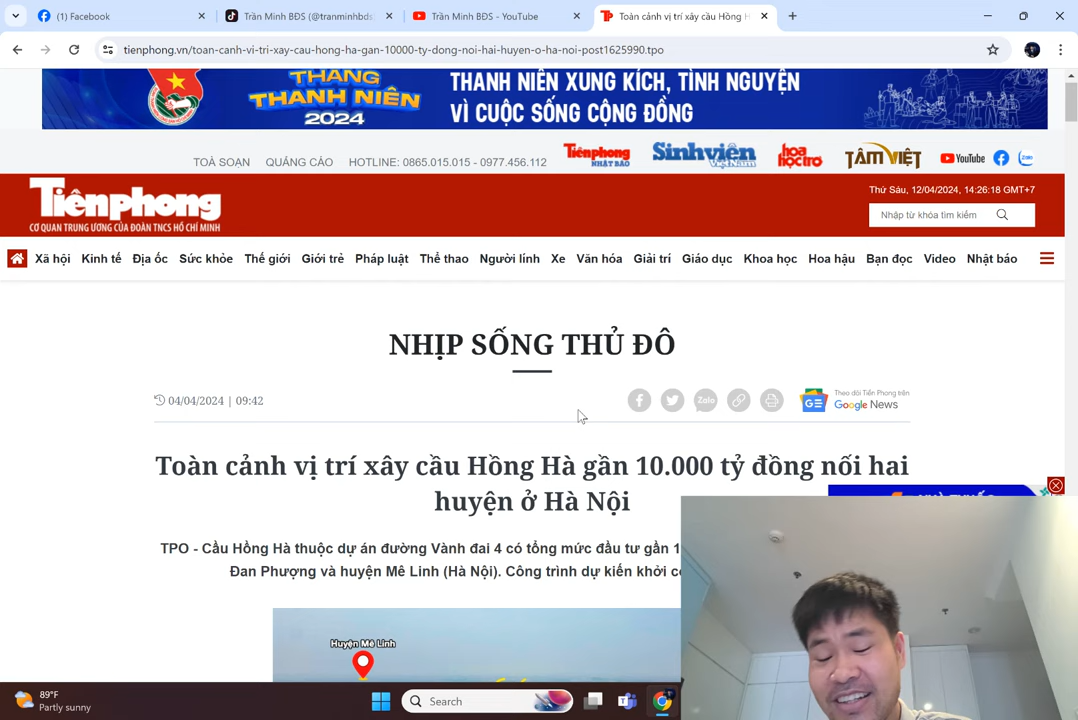 (1) Facebook
Trần Minh BĐS (@tranminhbds
Trần Minh BĐS - YouTube
Toàn cảnh vị trí xây cầu Hồng H
tienphong.vn/toan-canh-vi-tri-xay-cau-hong-ha-gan-10000-ty-dong-noi-hai-huyen-o-ha-noi-post1625990.tpo
THÁNG
THANH NIÊN
2024
THANH NIÊN XUNG KÍCH, TÌNH NGUYỆN
VÌ CUỘC SỐNG CỘNG ĐỒNG
TOÀ SOẠN QUẢNG CÁO HOTLINE: 0865.015.015 - 0977.456.112
Tiềnphong
NHẬT BÁO
Sinhviên
VIỆT NAM
hoa
học trò
TÂM VIỆT
YouTube
Zalo
Tiềnphong
CƠ QUAN TRUNG ƯƠNG CỦA ĐOÀN TNCS HỒ CHÍ MINH
Thứ Sáu, 12/04/2024, 14:26:18 GMT+7
Nhập từ khóa tìm kiếm
Xã hội Kinh tế Địa ốc Sức khỏe Thế giới Giới trẻ Pháp luật Thể thao Người lính Xe Văn hóa Giải trí Giáo dục Khoa học Hoa hậu Bạn đọc Video Nhật báo
NHỊP SỐNG THỦ ĐÔ
04/04/2024 | 09:42
Zalo
GE
Theo dõi Tiền Phong trên
Google News
Toàn cảnh vị trí xây cầu Hồng Hà gần 10.000 tỷ đồng nối hai
huyện ở Hà Nội
TPO - Cầu Hồng Hà thuộc dự án đường Vành đai 4 có tổng mức đầu tư gần 1
Đan Phượng và huyện Mê Linh (Hà Nội). Công trình dự kiến khởi cô
Huyện Mê Linh
89°F
Partly sunny
Search